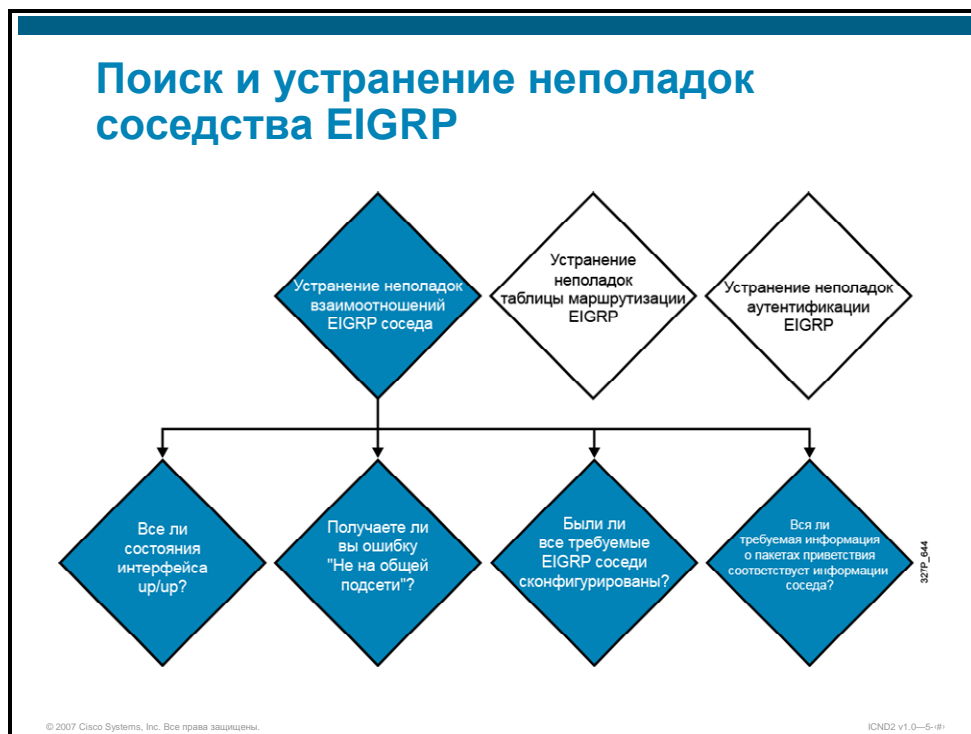 Поиск и устранение неполадок
соседства EIGRP
Устранение неполадок
взаимоотношений
EIGRP соседа
Устранение
неполадок
таблицы маршрутизации
EIGRP
Устранение неполадок
аутентификации
EIGRP
Все ли
состояния
интерфейса
up/up?
Получаете ли
вы ошибку
"Не на общей
подсети"?
Были ли
все требуемые
EIGRP соседи
сконфигурированы?
Вся ли
требуемая информация
о пакетах приветствия
соответствует информации
соседа?
327P_644
© 2007 Cisco Systems, Inc. Все права защищены.
ICND2 v1.0—5-‹#›